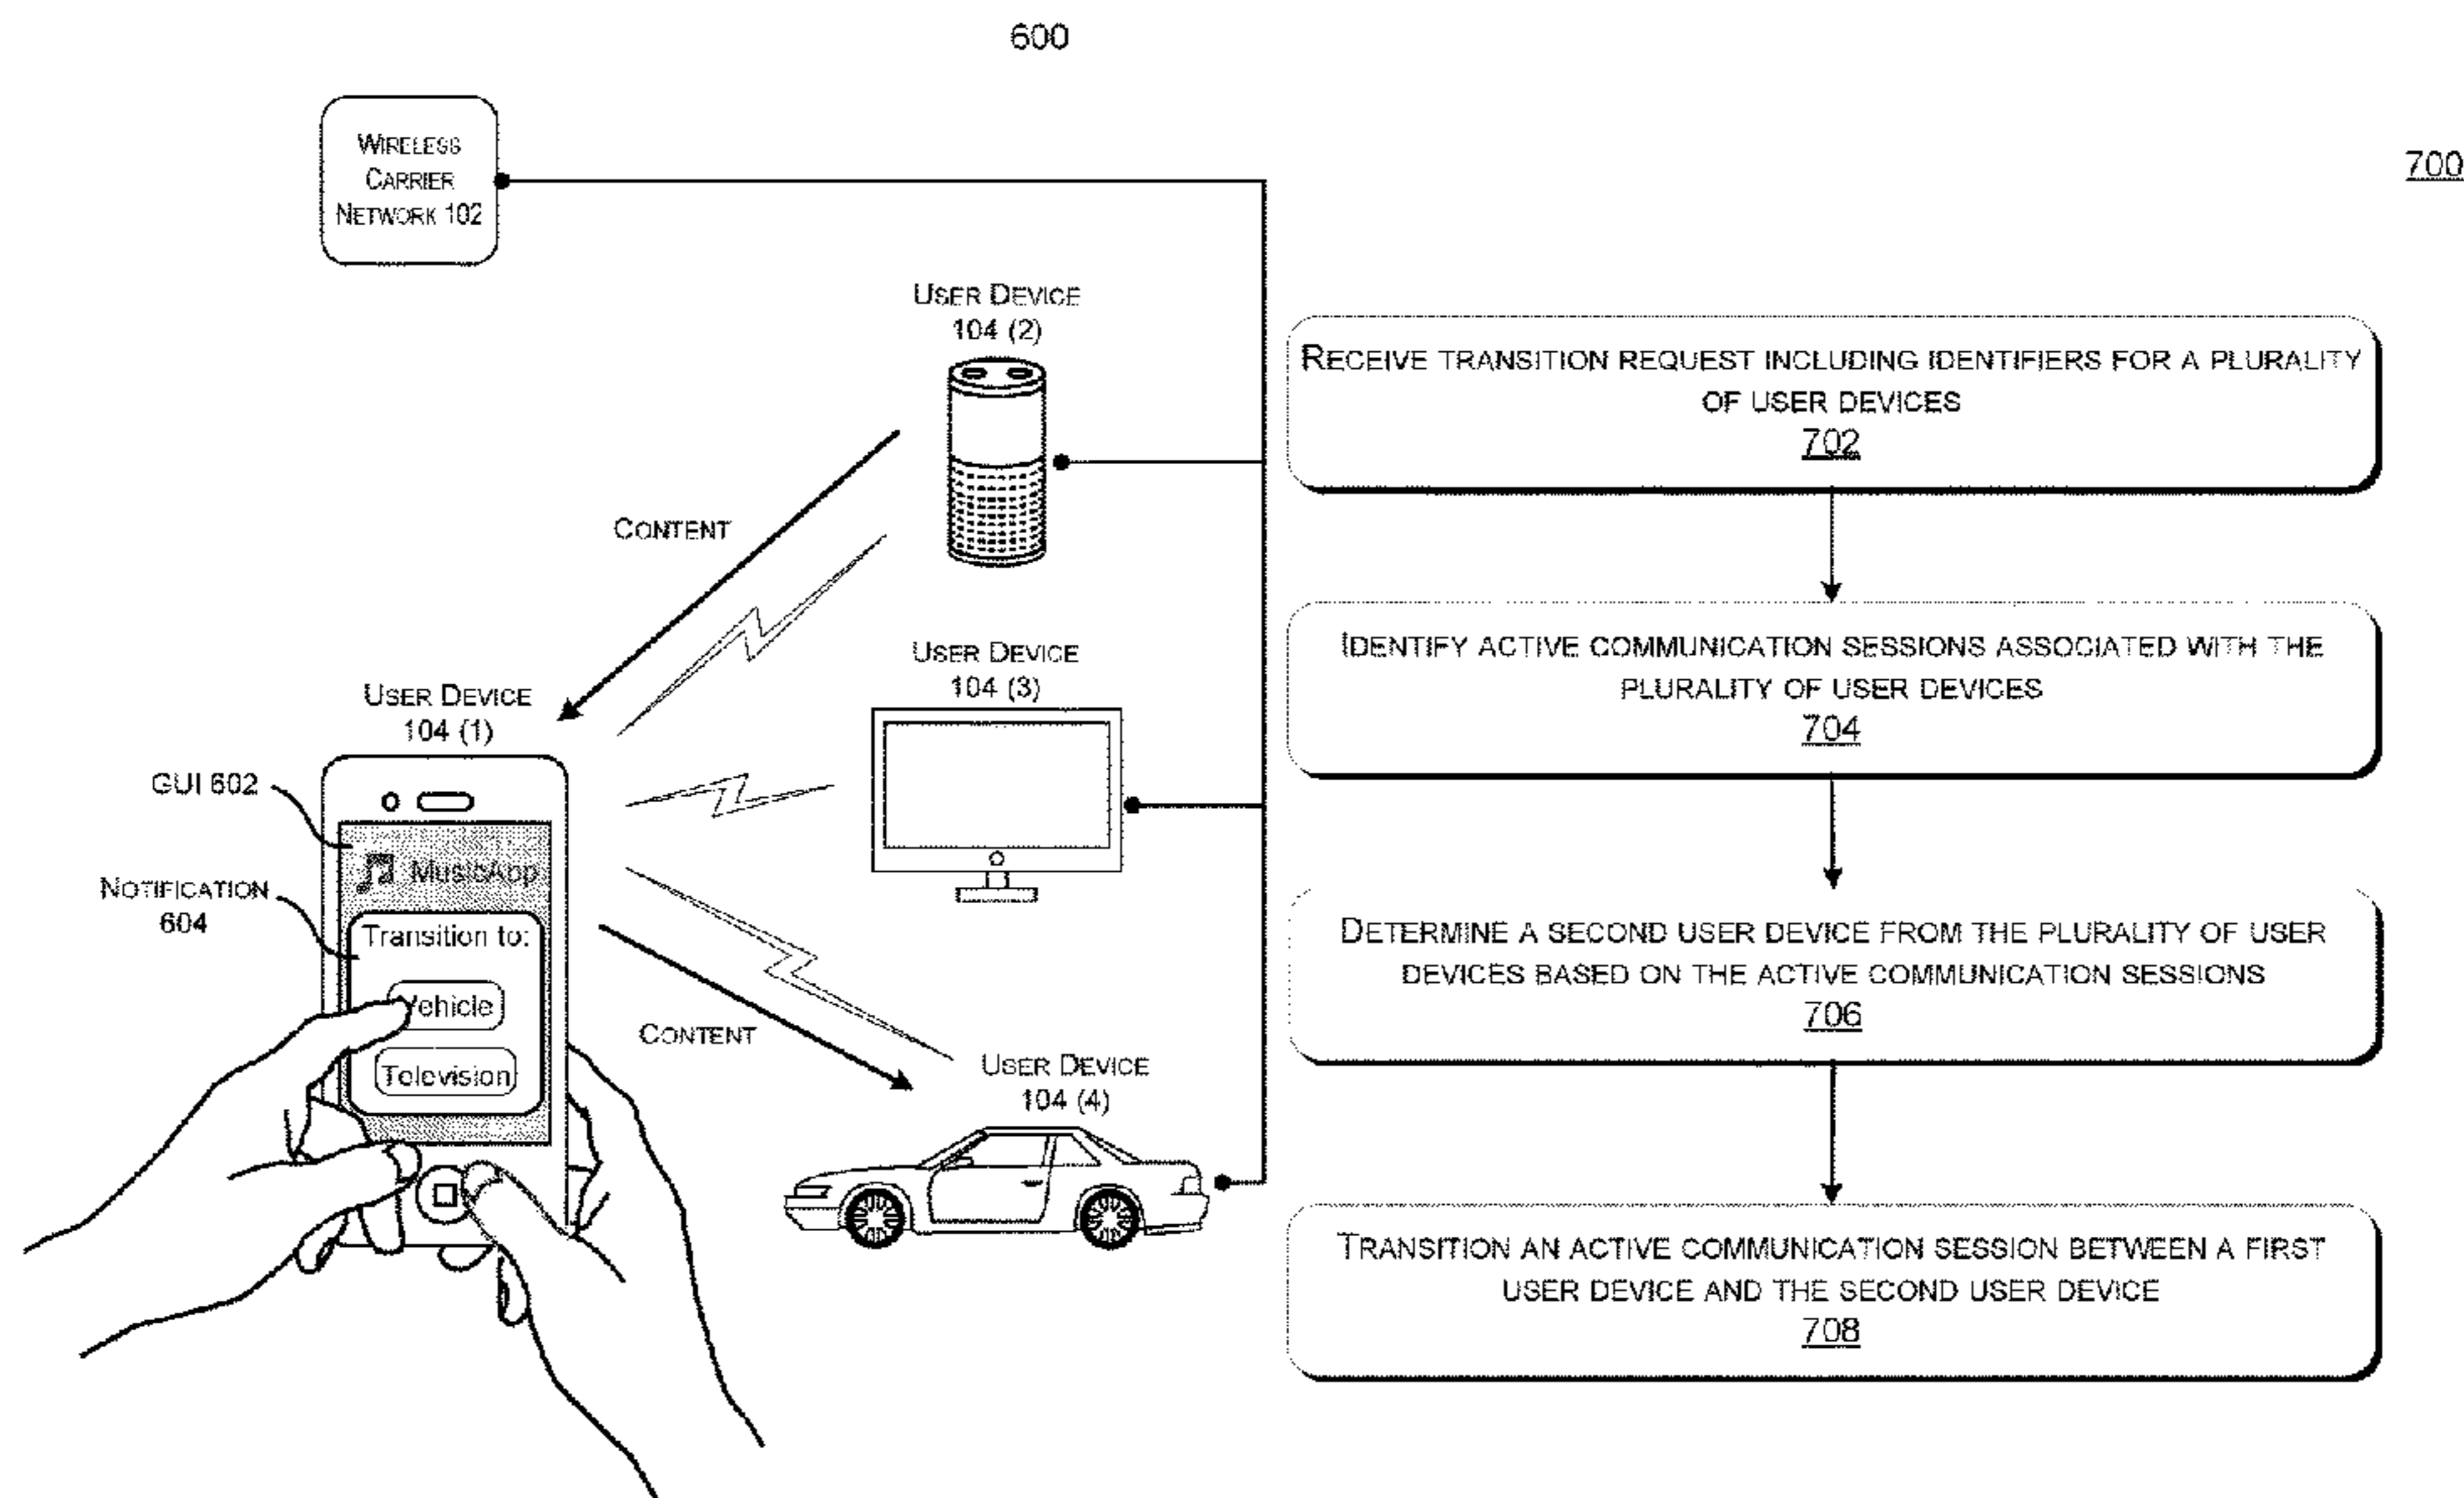 600
WIRELESS
CARRIER
NETWORK 102
USER DEVICE
104 (2)
CONTENT
USER DEVICE
104 (3)
USER DEVICE
104 (1)
GUI 602
MusicApp
NOTIFICATION
604
Transition to:
Vehicle
Television
CONTENT
USER DEVICE
104 (4)
700
RECEIVE TRANSITION REQUEST INCLUDING IDENTIFIERS FOR A PLURALITY
OF USER DEVICES
702
IDENTIFY ACTIVE COMMUNICATION SESSIONS ASSOCIATED WITH THE
PLURALITY OF USER DEVICES
704
DETERMINE A SECOND USER DEVICE FROM THE PLURALITY OF USER
DEVICES BASED ON THE ACTIVE COMMUNICATION SESSIONS
706
TRANSITION AN ACTIVE COMMUNICATION SESSION BETWEEN A FIRST
USER DEVICE AND THE SECOND USER DEVICE
708